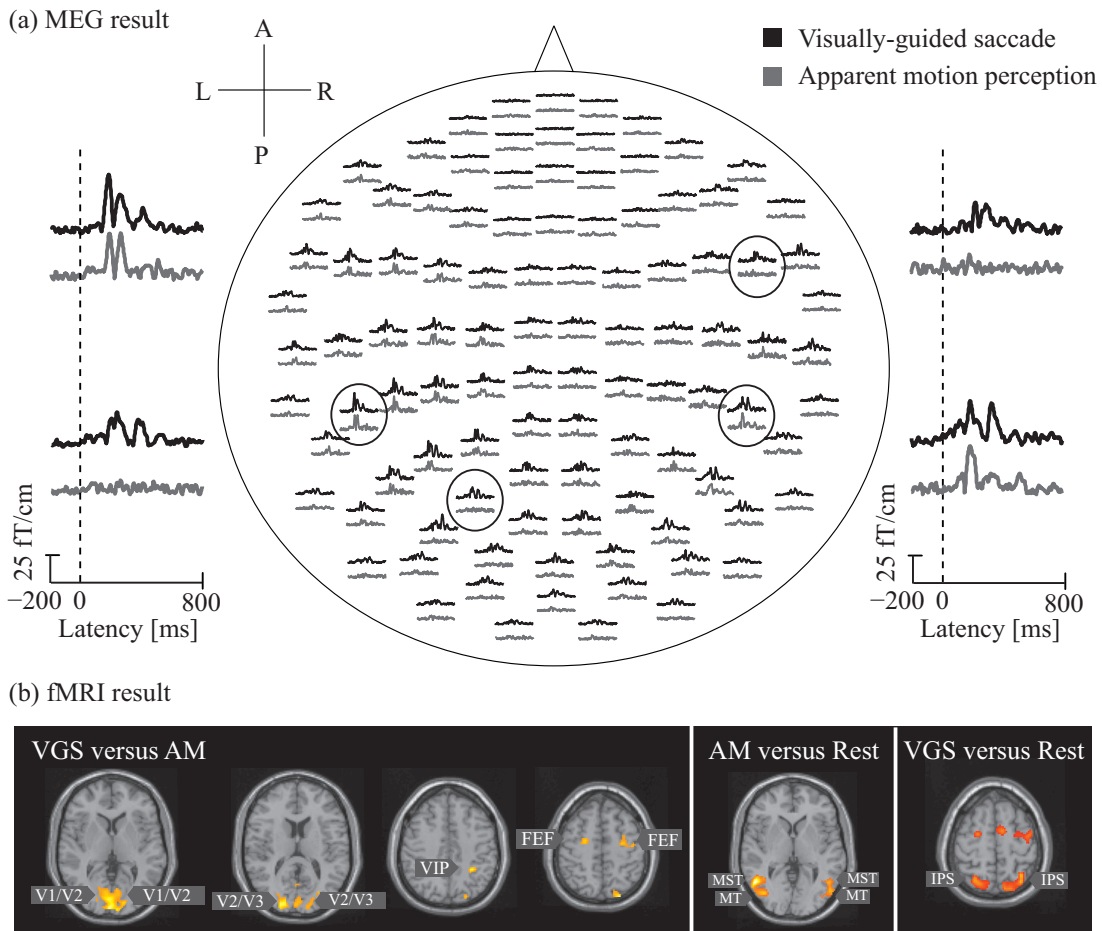 (a) MEG result
A
L R
P
Visually-guided saccade
Apparent motion perception
25 fT/cm
−200 0 800
Latency [ms]
25 fT/cm
−200 0 800
Latency [ms]
(b) fMRI result
VGS versus AM
V1/V2 V1/V2
V2/V3 V2/V3
VIP
FEF FEF
AM versus Rest
MST MST
MT MT
VGS versus Rest
IPS IPS